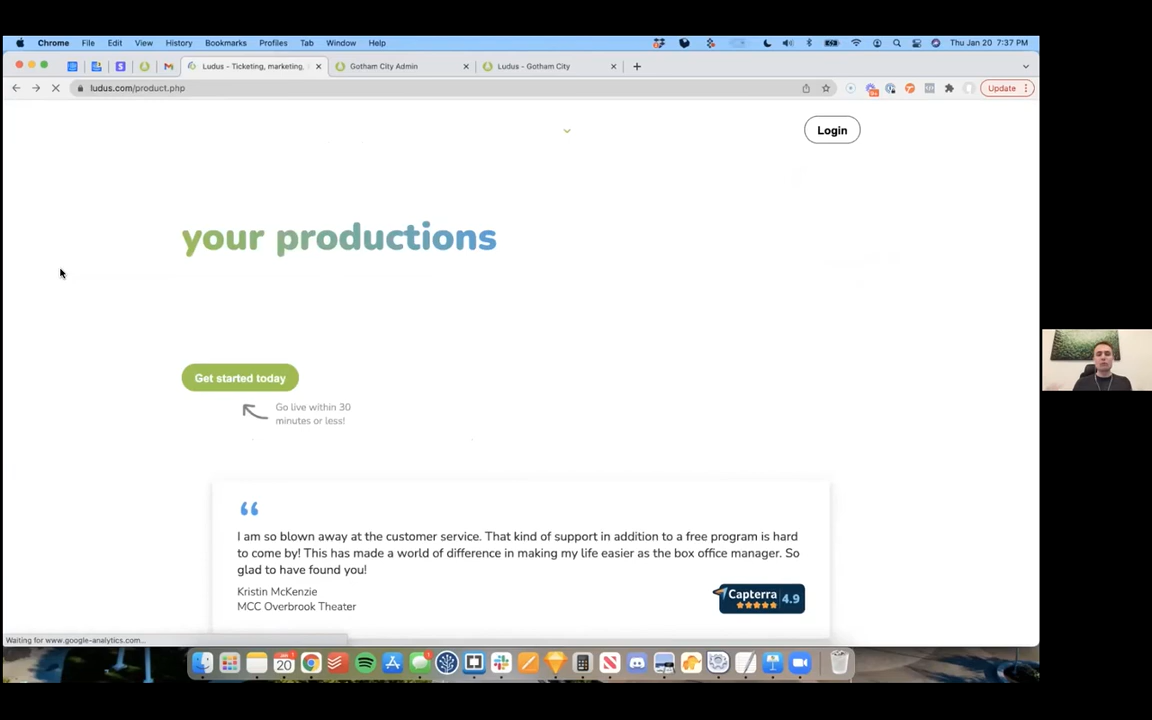 Chrome File Edit View History Bookmarks Profiles Tab Window Help Thu Jan 20 7:37 PM
Ludus - Ticketing, marketing, Gotham City Admin Ludus - Gotham City
ludus.com/product.php Update
Login
your productions
Get started today
Go live within 30
minutes or less!
I am so blown away at the customer service. That kind of support in addition to a free program is hard
to come by! This has made a world of difference in making my life easier as the box office manager. So
glad to have found you!
Kristin McKenzie
MCC Overbrook Theater
Capterra 4.9
Waiting for www.google-analytics.com...